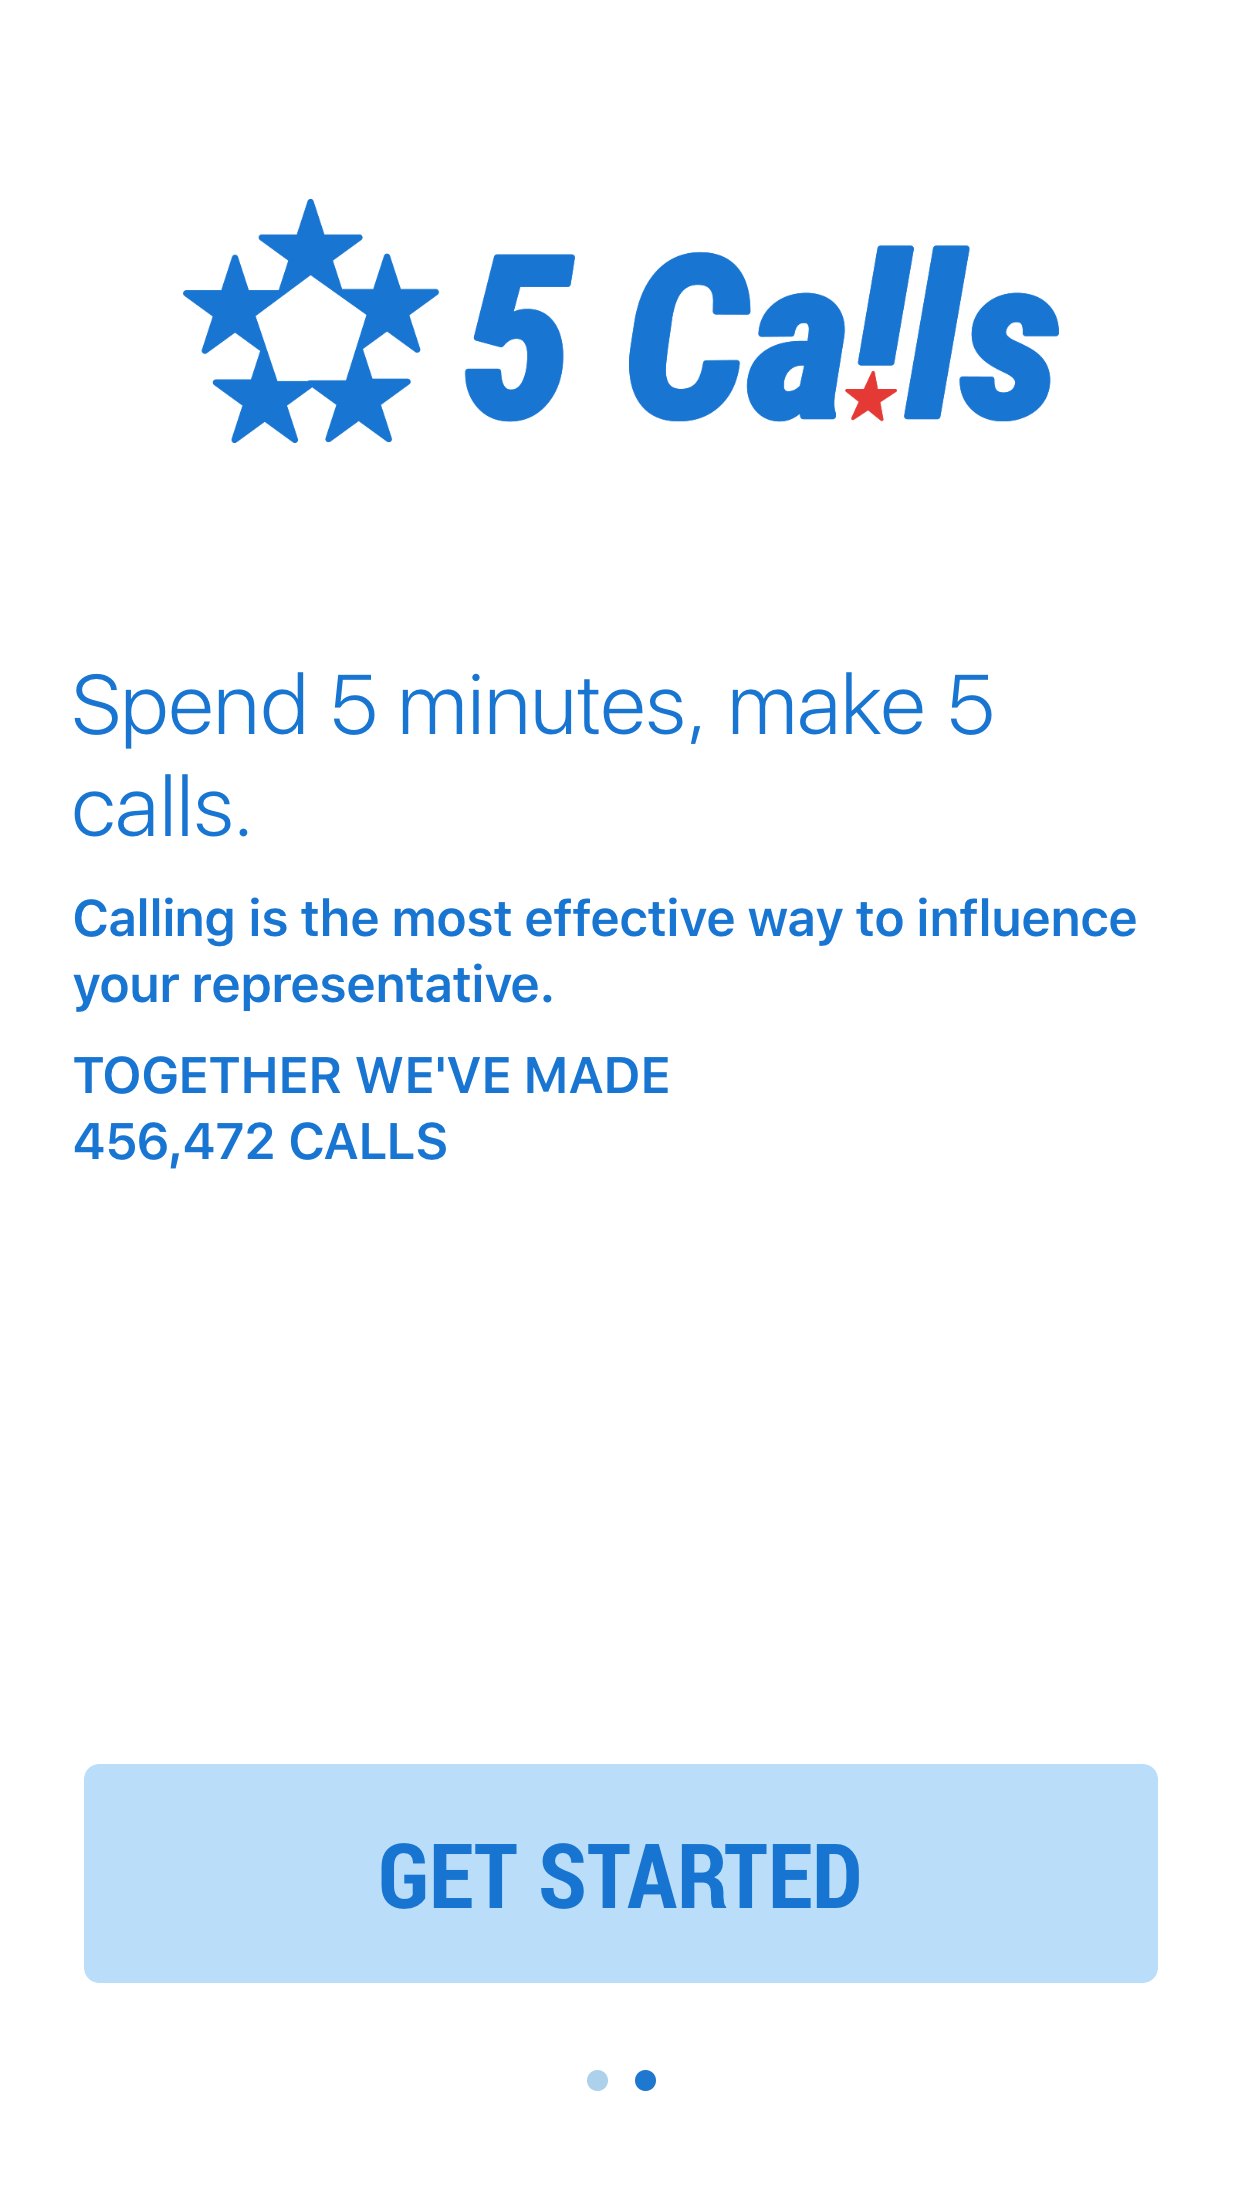 5 Calls
Spend 5 minutes, make 5
calls.
Calling is the most effective way to influence
your representative.
TOGETHER WE'VE MADE
456,472 CALLS
GET STARTED